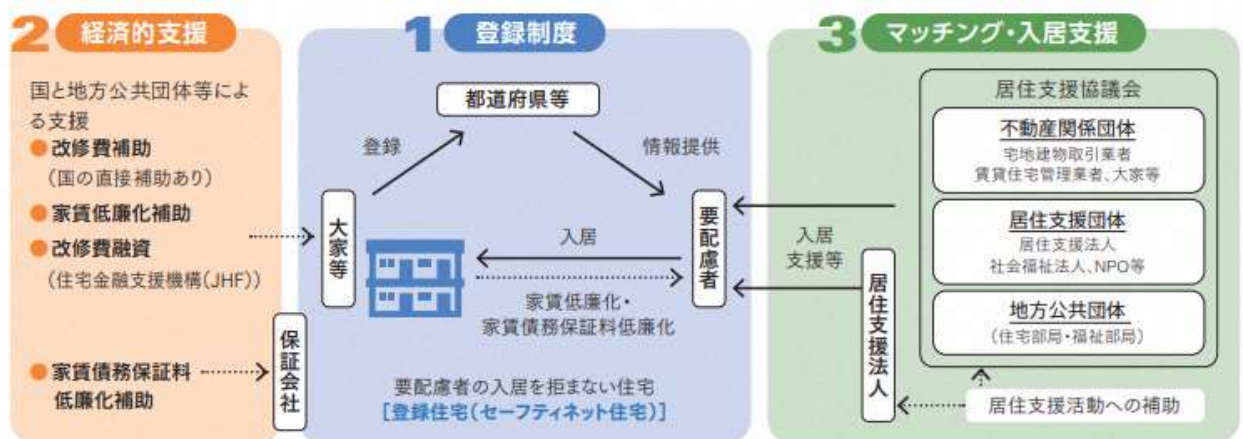 2 経済的支援
国と地方公共団体等によ
る支援
●改修費補助
（国の直接補助あり）
●家賃低廉化補助
●改修費融資
（住宅金融支援機構（JHF））
●家賃債務保証料
低廉化補助
保証会社
1 登録制度
都道府県等
登録
情報提供
大家等
要配慮者
入居
家賃低廉化・
家賃債務保証料低廉化
要配慮者の入居を拒まない住宅
［登録住宅（セーフティネット住宅）］
3 マッチング・入居支援
入居
支援等
居住支援法人
居住支援協議会
不動産関係団体
宅地建物取引業者
賃貸住宅管理業者、大家等
居住支援団体
居住支援法人
社会福祉法人、NPO等
地方公共団体
（住宅部局・福祉部局）
居住支援活動への補助